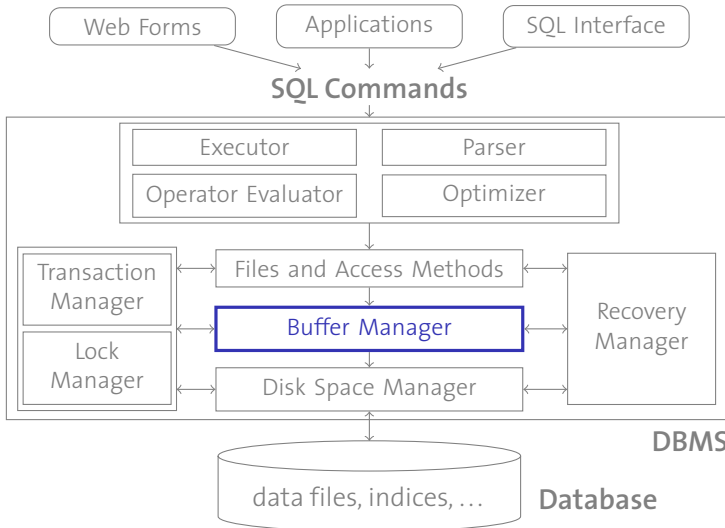 Web Forms
Applications
SQL Interface
SQL Commands
Executor
Parser
Operator Evaluator
Optimizer
Transaction
Manager
Lock
Manager
Files and Access Methods
Buffer Manager
Disk Space Manager
Recovery
Manager
DBMS
data files, indices, …
Database